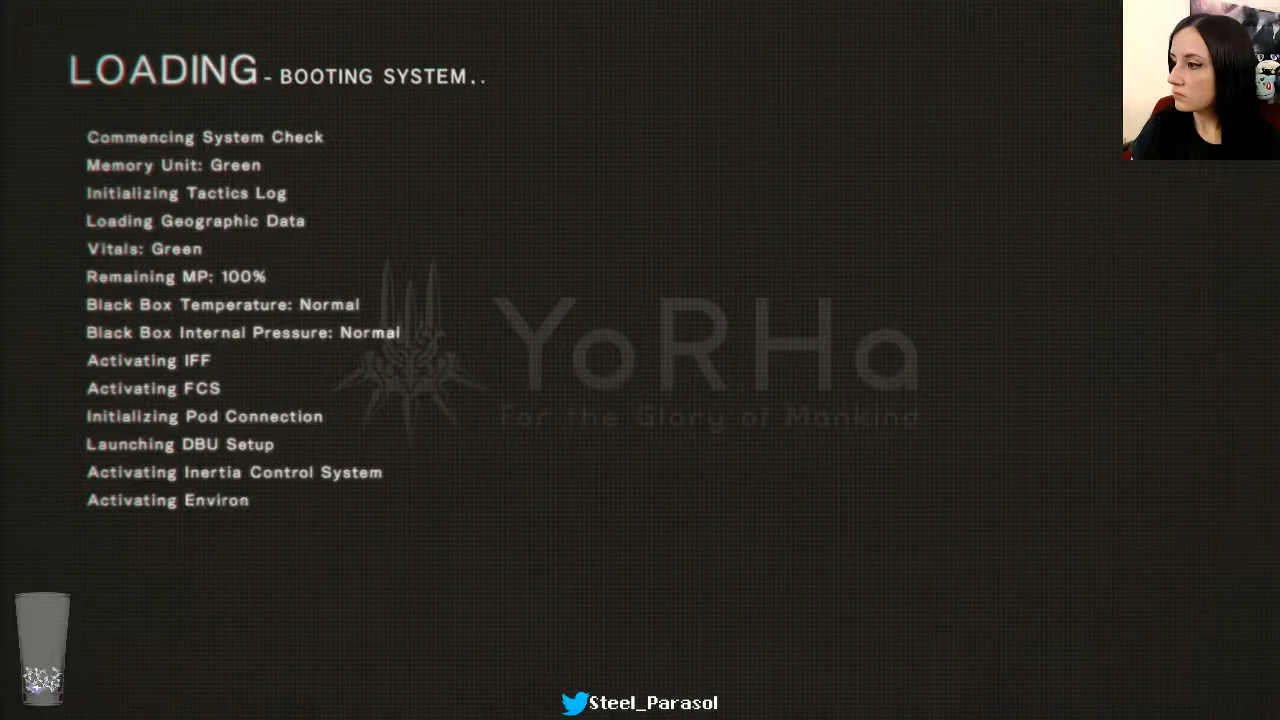 LOADING - BOOTING SYSTEM..
Commencing System Check
Memory Unit: Green
Initializing Tactics Log
Loading Geographic Data
Vitals: Green
Remaining MP: 100%
Black Box Temperature: Normal
Black Box Internal Pressure: Normal
Activating IFF
Activating FCS
Initializing Pod Connection
Launching DBU Setup
Activating Inertia Control System
Activating Environ
YoRHa
For the Glory of Mankind
Steel_Parasol